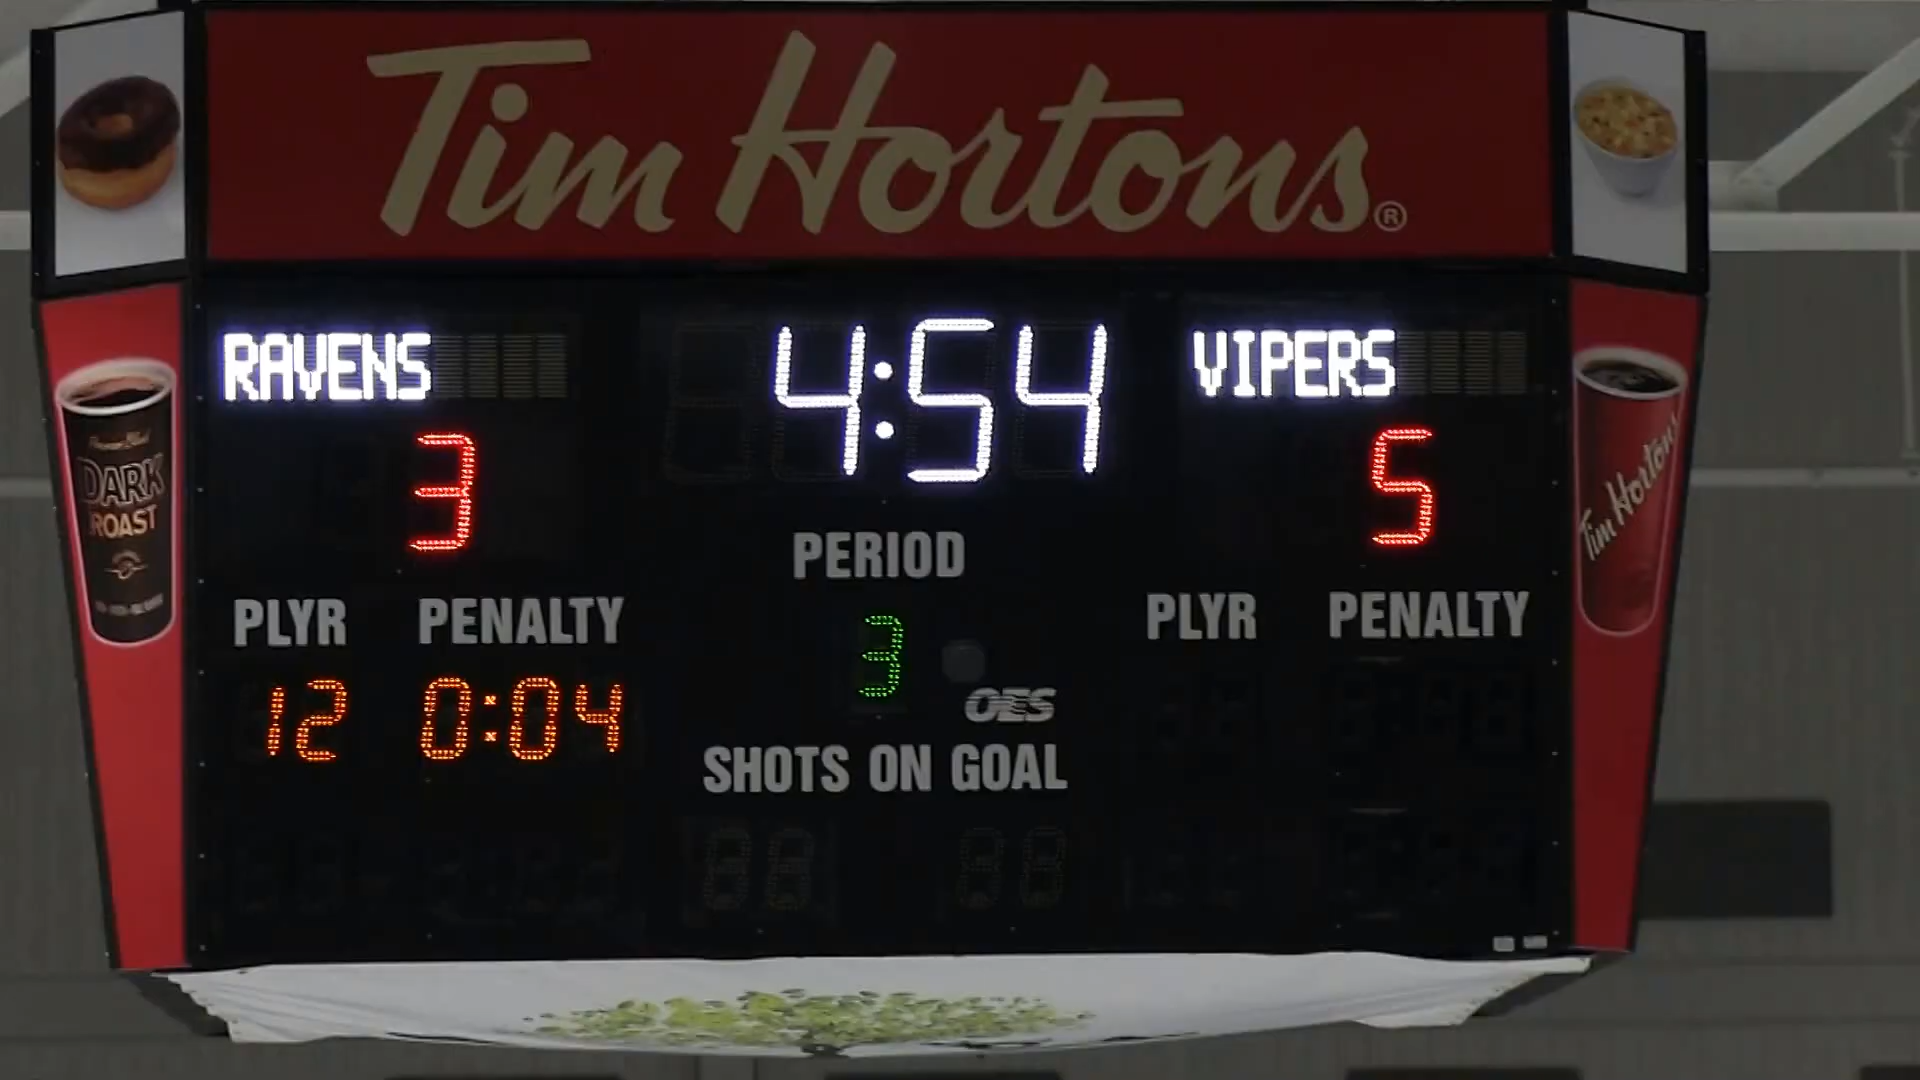 Tim Hortons®
RAVENS 4:54 VIPERS
3 5
PERIOD
3
PLYR PENALTY PLYR PENALTY
12 0:04
OES
SHOTS ON GOAL
DARK
ROAST
Tim Hortons